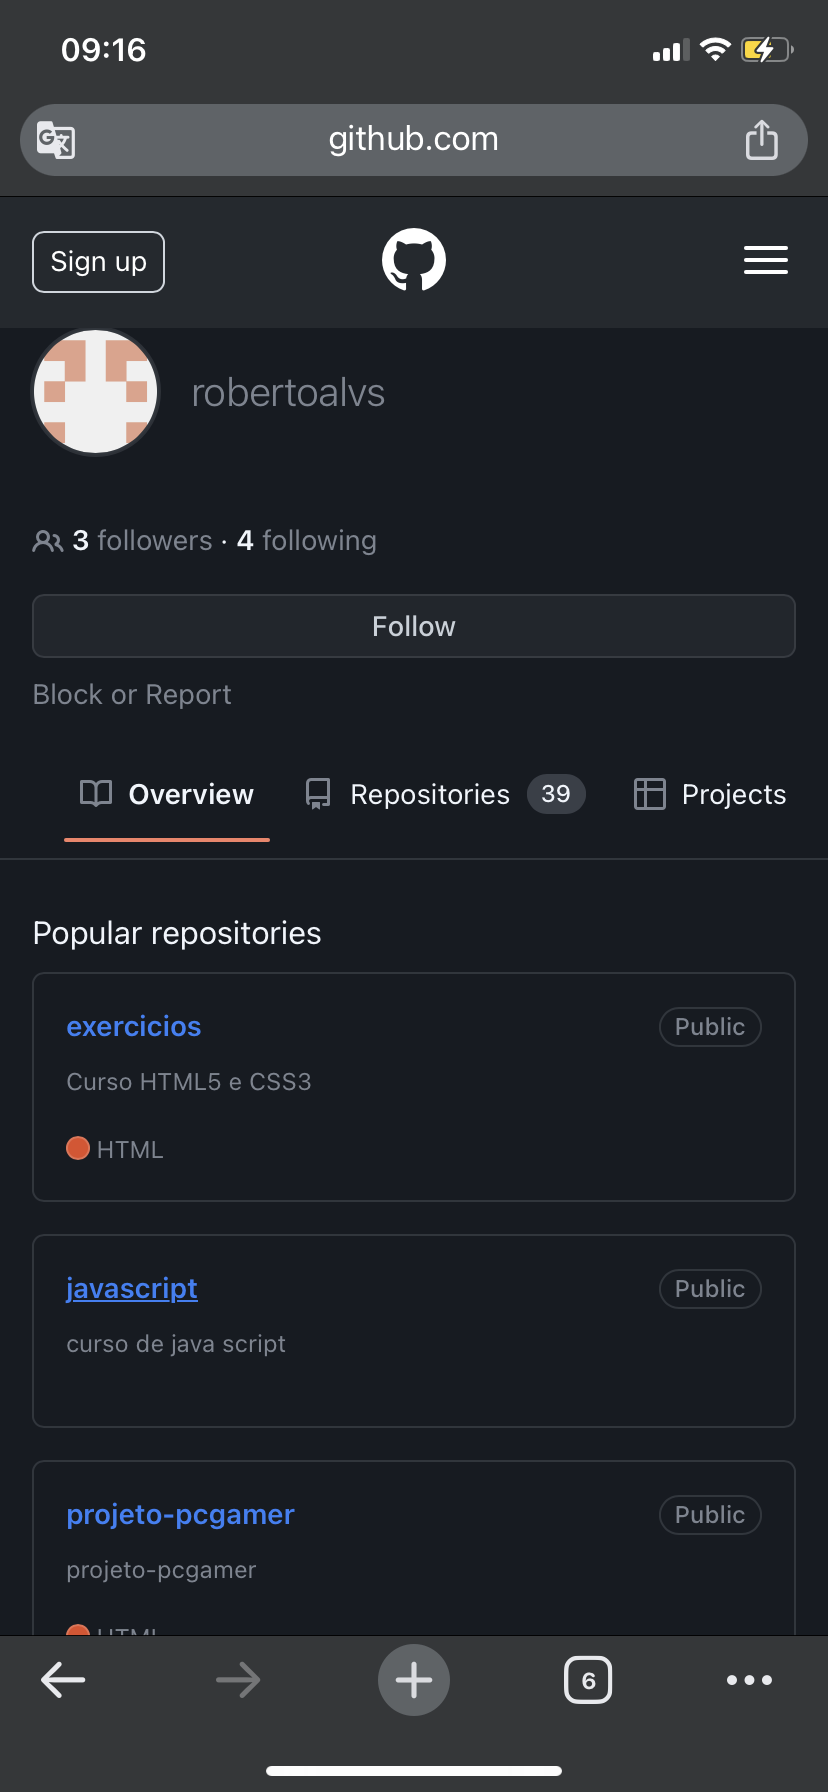 09:16
github.com
Sign up
robertoalvs
3 followers · 4 following
Follow
Block or Report
Overview Repositories 39 Projects
Popular repositories
exercicios Public
Curso HTML5 e CSS3
HTML
javascript Public
curso de java script
projeto-pcgamer Public
projeto-pcgamer
HTML
6